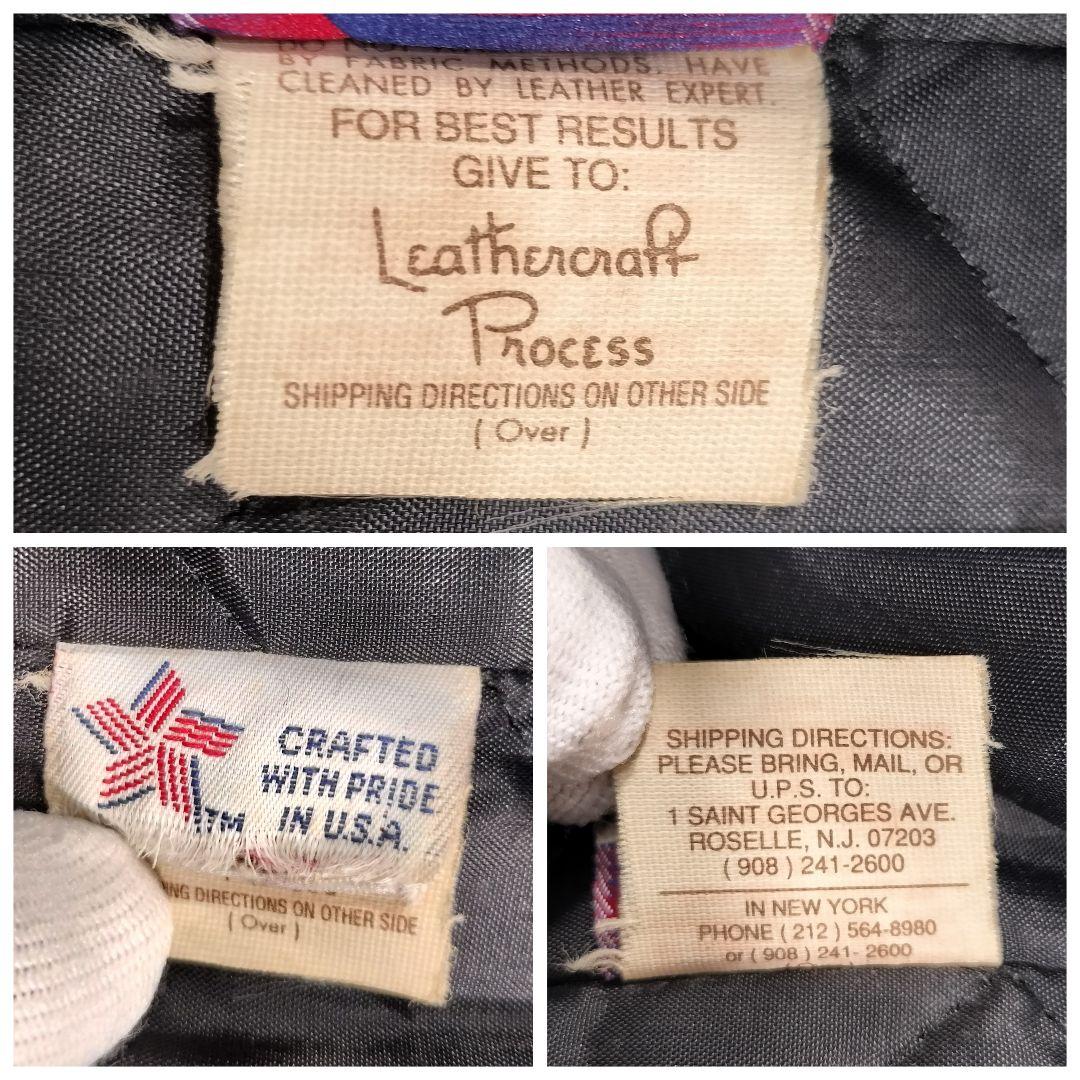 DO NOT
BY FABRIC METHODS. HAVE
CLEANED BY LEATHER EXPERT.
FOR BEST RESULTS
GIVE TO:
Leathercraft
Process
SHIPPING DIRECTIONS ON OTHER SIDE
( Over )
CRAFTED
WITH PRIDE
IN U.S.A.
TM
NG DIRECTIONS ON OTHER SIDE
( Over )
SHIPPING DIRECTIONS:
PLEASE BRING, MAIL, OR
U.P.S. TO:
1 SAINT GEORGES AVE.
ROSELLE, N.J. 07203
( 908 ) 241-2600
IN NEW YORK
PHONE ( 212 ) 564-8980
or ( 908 ) 241- 2600